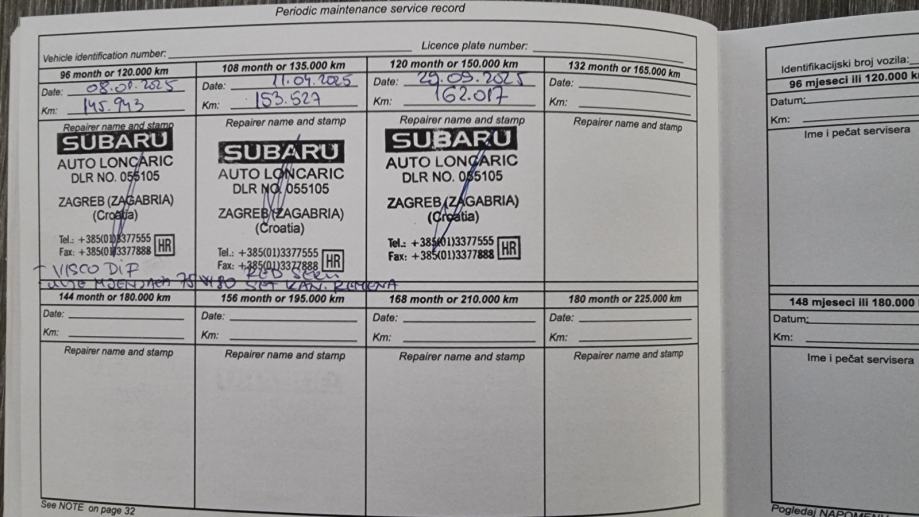 Periodic maintenance service record
Vehicle identification number: Licence plate number:
96 month or 120.000 km
Date: 08.01.2025
Km: 145.943
Repairer name and stamp
SUBARU
AUTO LONCARIC
DLR NO. 055105
ZAGREB (ZAGABRIA)
(Croatia)
Tel.: +385(01)3377555
Fax: +385(01)3377888 HR
- VISCO DIF
- ULJE MJENJAČA 75W80
108 month or 135.000 km
Date: 11.04.2025
Km: 153.527
Repairer name and stamp
SUBARU
AUTO LONCARIC
DLR NO. 055105
ZAGREB (ZAGABRIA)
(Croatia)
Tel.: +385(01)3377555
Fax: +385(01)3377888 HR
RED SERV
SET KAN. REMENA
120 month or 150.000 km
Date: 29.09.2025
Km: 162.017
Repairer name and stamp
SUBARU
AUTO LONCARIC
DLR NO. 055105
ZAGREB (ZAGABRIA)
(Croatia)
Tel.: +385(01)3377555
Fax: +385(01)3377888 HR
132 month or 165.000 km
Date:
Km:
Repairer name and stamp
144 month or 180.000 km
Date:
Km:
Repairer name and stamp
156 month or 195.000 km
Date:
Km:
Repairer name and stamp
168 month or 210.000 km
Date:
Km:
Repairer name and stamp
180 month or 225.000 km
Date:
Km:
Repairer name and stamp
See NOTE on page 32
Identifikacijski broj vozila:
96 mjeseci ili 120.000
Datum:
Km:
Ime i pečat servisera
148 mjeseci ili 180.000
Datum:
Km:
Ime i pečat servisera
Pogledaj